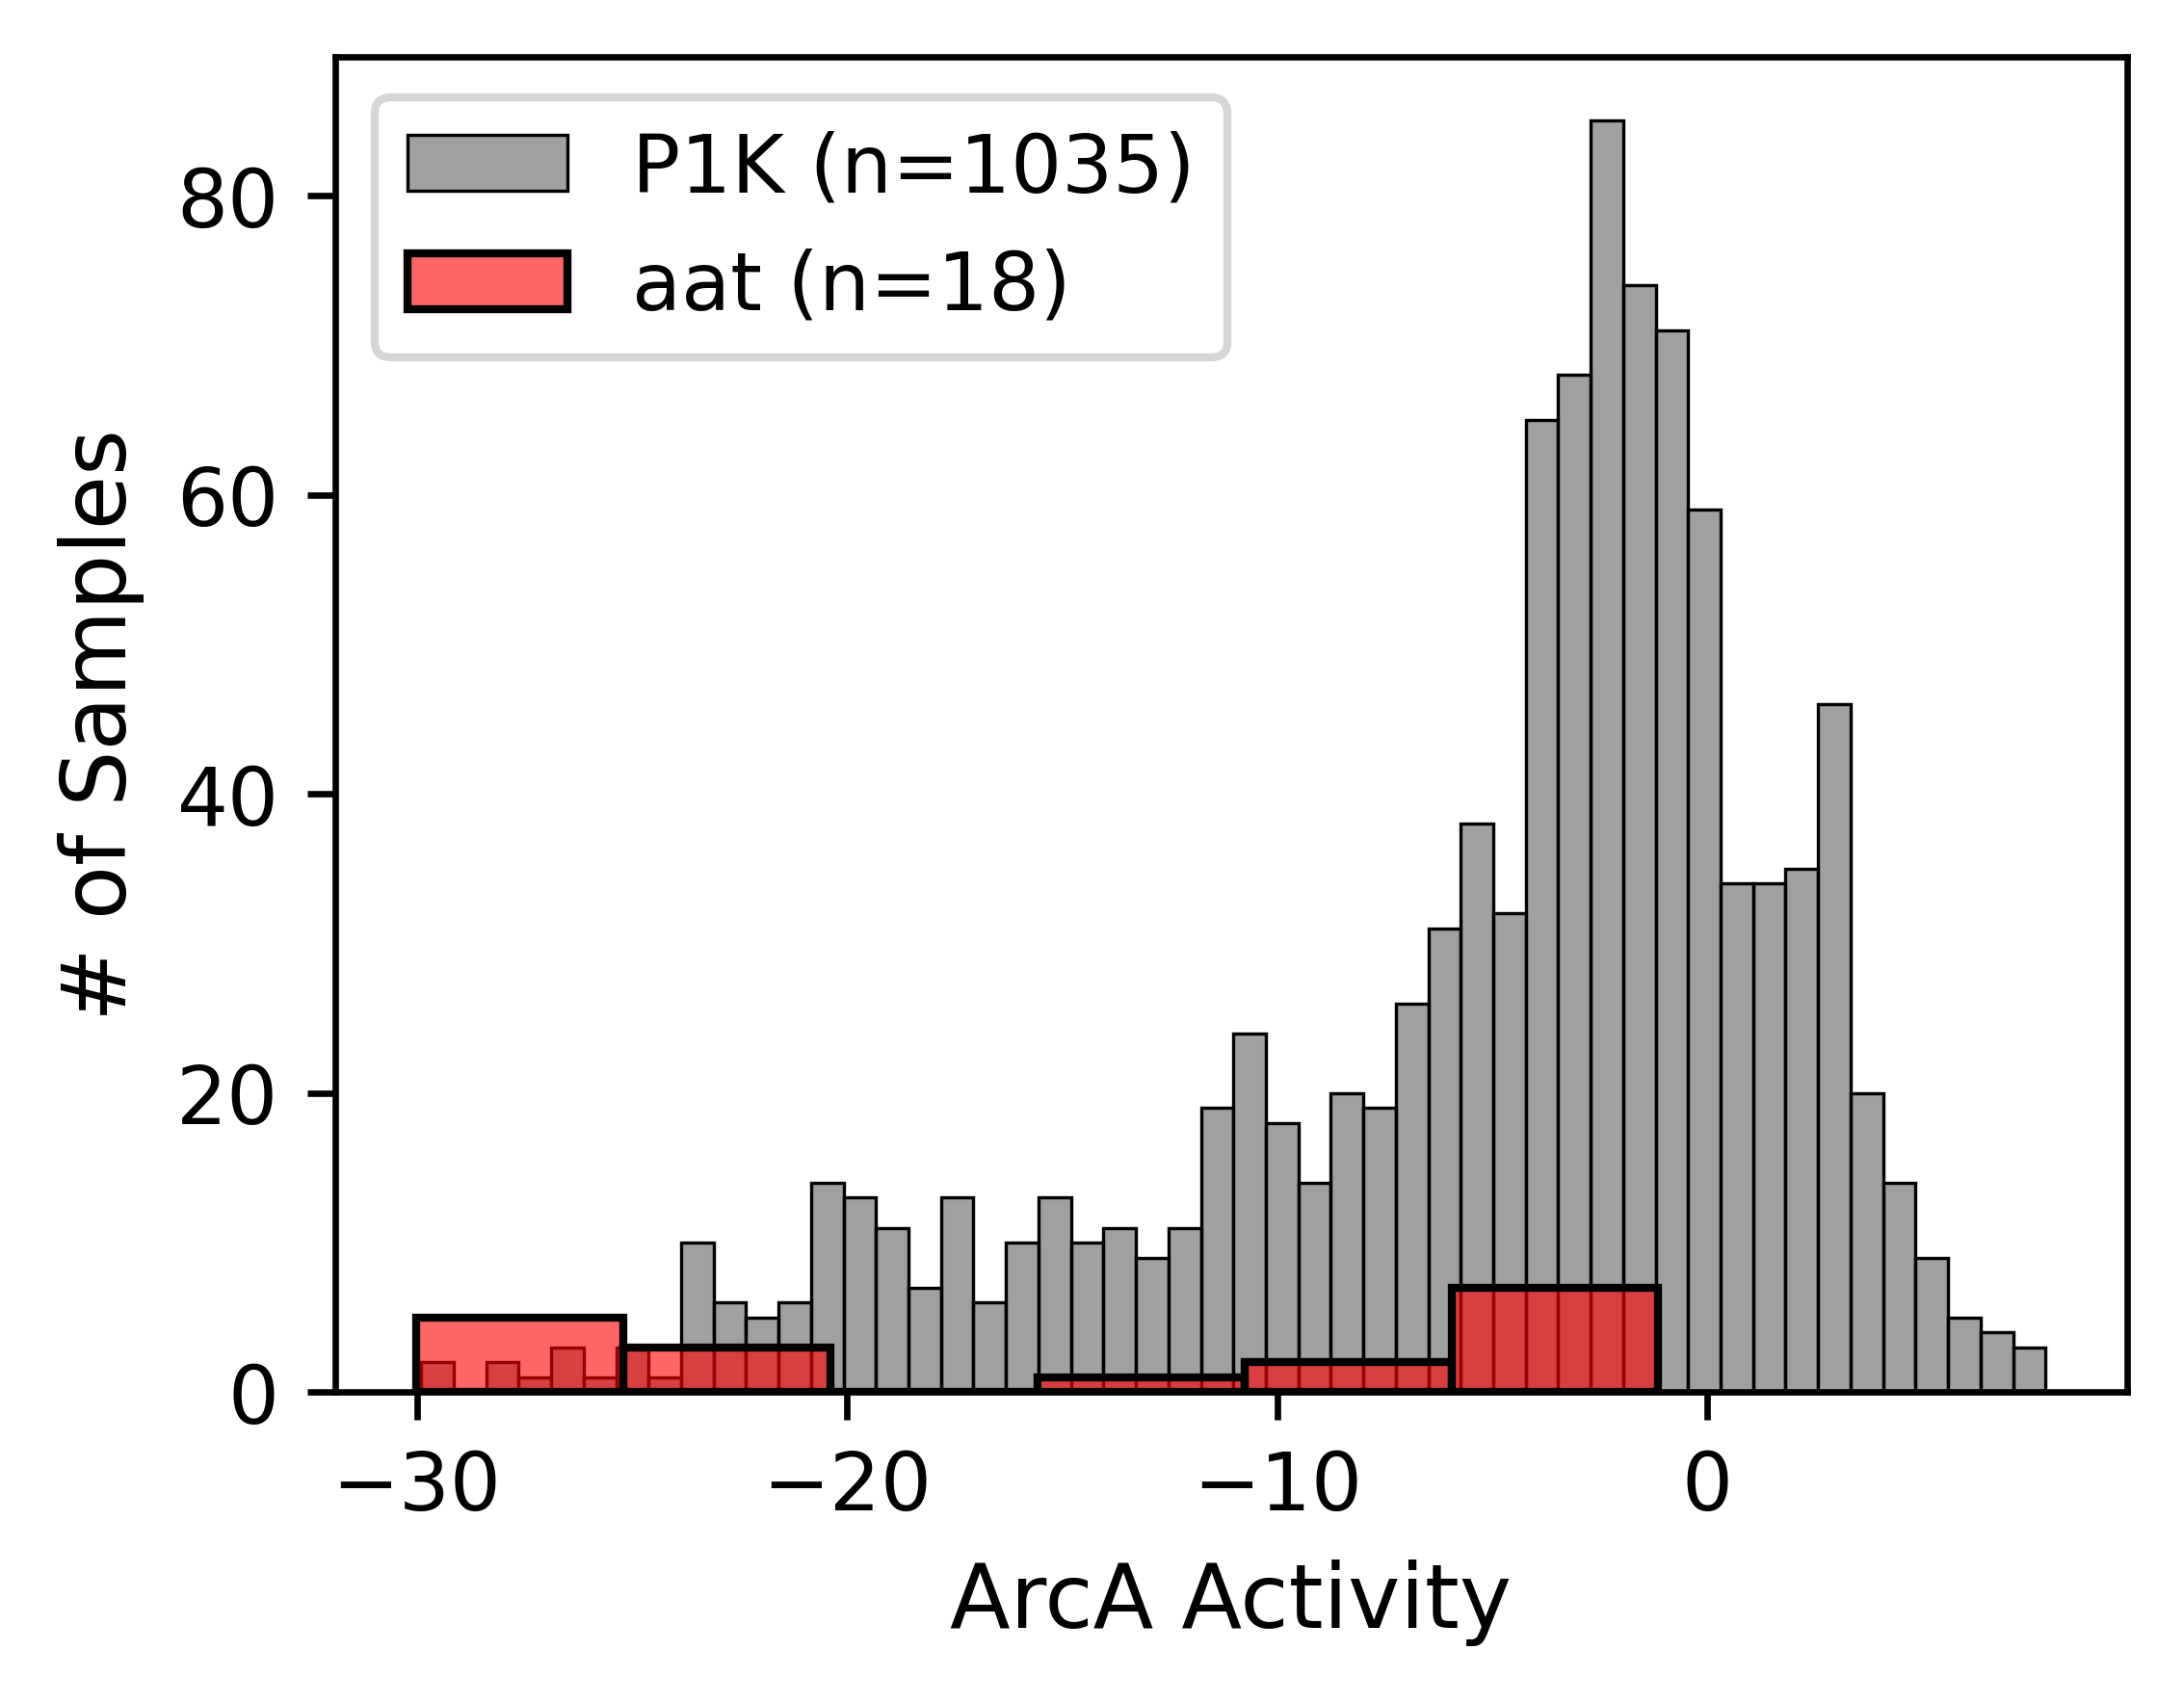 P1K (n=1035)
aat (n=18)
# of Samples
80
60
40
20
0
−30 −20 −10 0
ArcA Activity